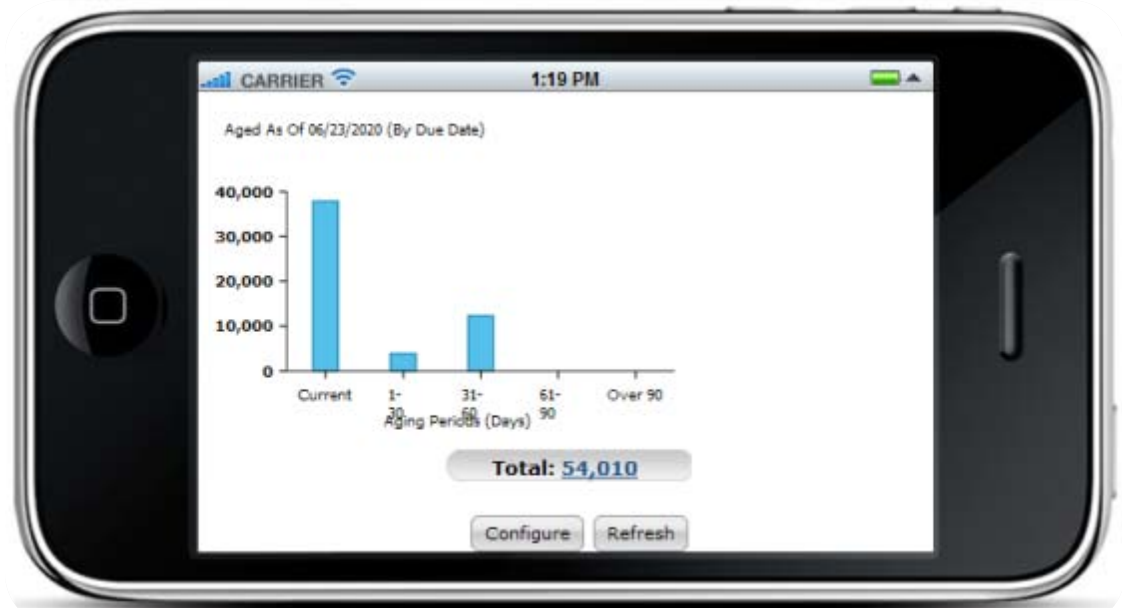 CARRIER 1:19 PM
Aged As Of 06/23/2020 (By Due Date)
40,000
30,000
20,000
10,000
0
Current 1- 31- 61- Over 90
30 60 90
Aging Periods (Days)
Total: 54,010
Configure Refresh